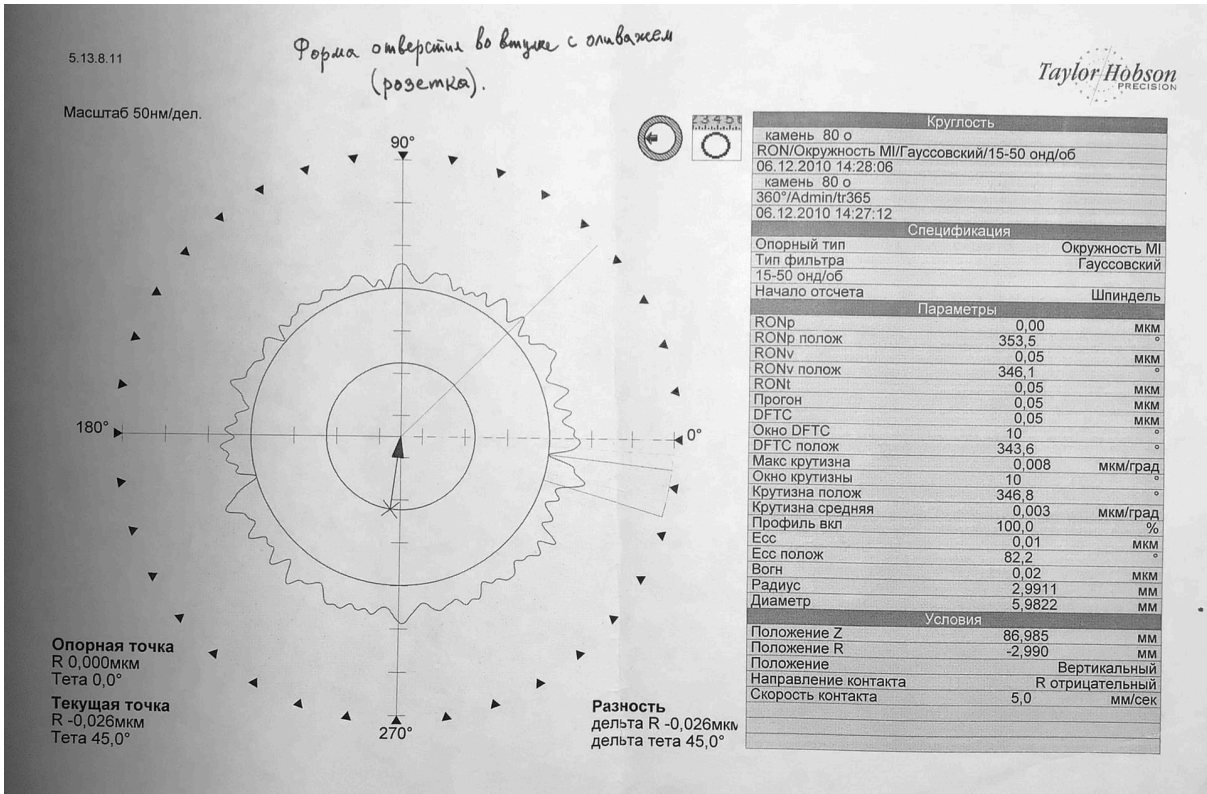 5.13.8.11
Форма отверстия во втулке с оливажем
(розетка).
Taylor Hobson
PRECISION
Масштаб 50нм/дел.
90°
180°
0°
270°
Опорная точка
R 0,000мкм
Тета 0,0°
Текущая точка
R -0,026мкм
Тета 45,0°
Разность
дельта R -0,026мкм
дельта тета 45,0°
Круглость
камень 80 о
RON/Окружность MI/Гауссовский/15-50 онд/об
06.12.2010 14:28:06
камень 80 о
360°/Admin/tr365
06.12.2010 14:27:12
Спецификация
Опорный тип Окружность MI
Тип фильтра Гауссовский
15-50 онд/об
Начало отсчета Шпиндель
Параметры
RONp 0,00 мкм
RONp полож 353,5 °
RONv 0,05 мкм
RONv полож 346,1 °
RONt 0,05 мкм
Прогон 0,05 мкм
DFTC 0,05 мкм
Окно DFTC 10 °
DFTC полож 343,6 °
Макс крутизна 0,008 мкм/град
Окно крутизны 10 °
Крутизна полож 346,8 °
Крутизна средняя 0,003 мкм/град
Профиль вкл 100,0 %
Ecc 0,01 мкм
Ecc полож 82,2 °
Вогн 0,02 мкм
Радиус 2,9911 мм
Диаметр 5,9822 мм
Условия
Положение Z 86,985 мм
Положение R -2,990 мм
Положение Вертикальный
Направление контакта R отрицательный
Скорость контакта 5,0 мм/сек